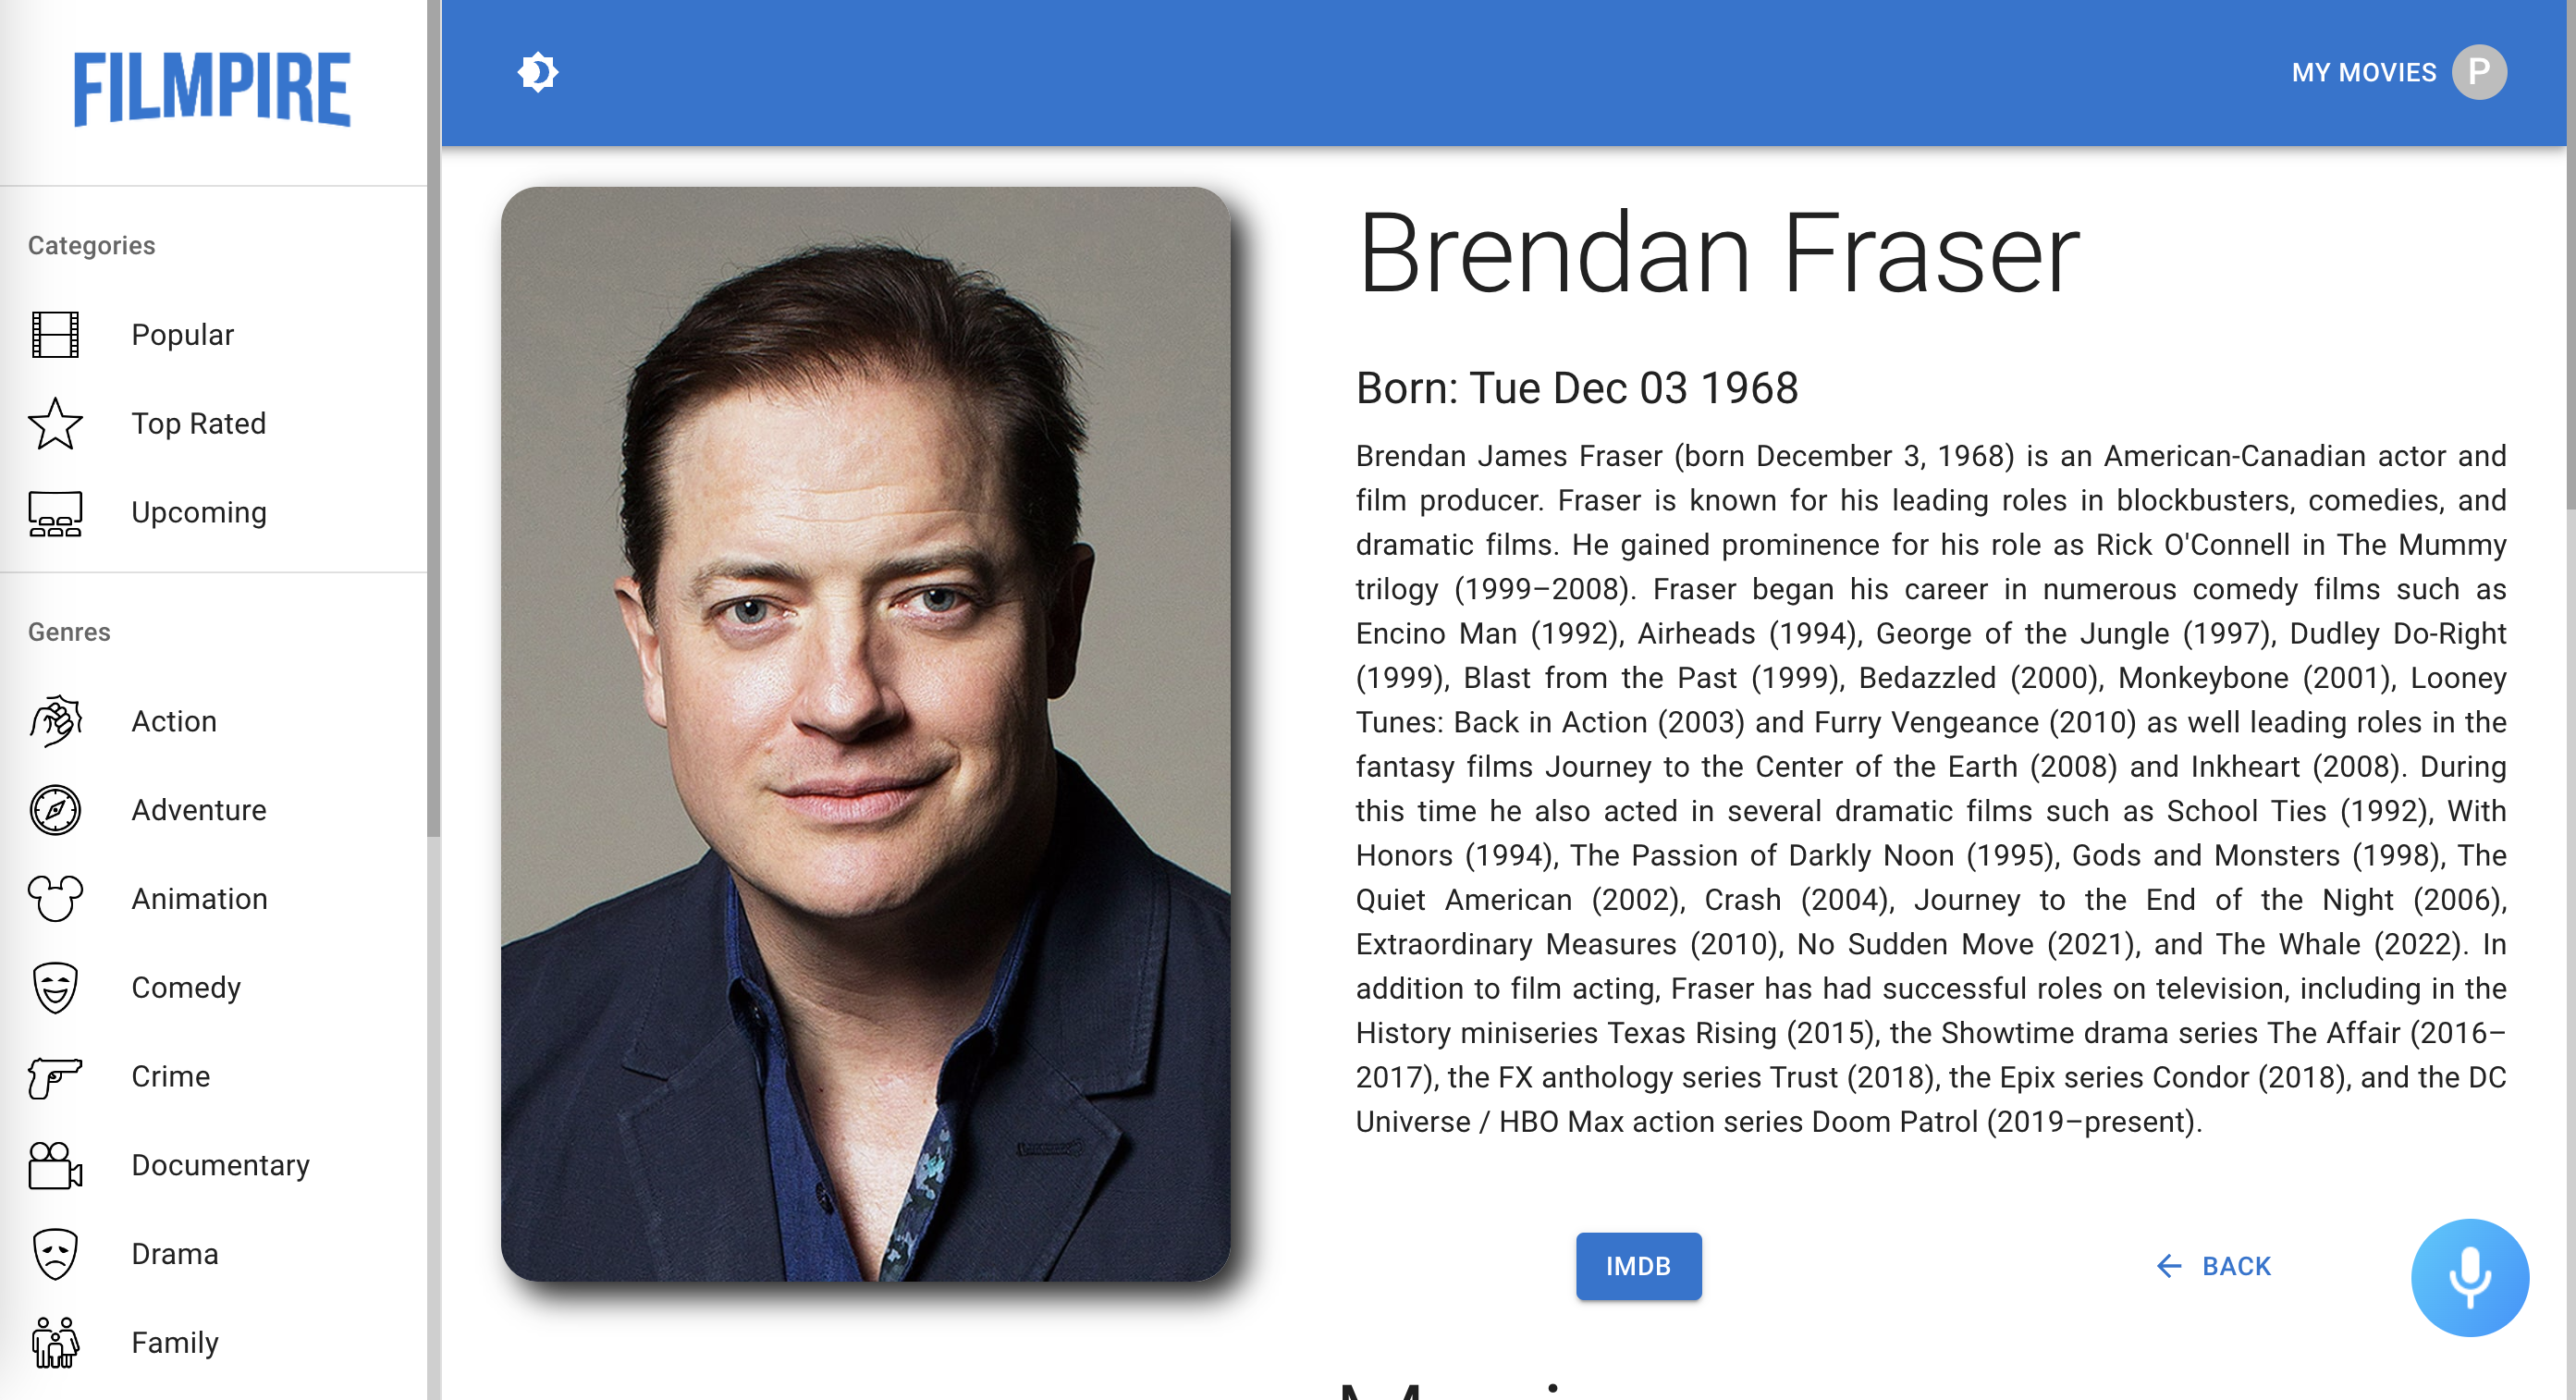 FILMPIRE
MY MOVIES
P
Categories
Popular
Top Rated
Upcoming
Genres
Action
Adventure
Animation
Comedy
Crime
Documentary
Drama
Family
Brendan Fraser
Born: Tue Dec 03 1968
Brendan James Fraser (born December 3, 1968) is an American-Canadian actor and
film producer. Fraser is known for his leading roles in blockbusters, comedies, and
dramatic films. He gained prominence for his role as Rick O'Connell in The Mummy
trilogy (1999–2008). Fraser began his career in numerous comedy films such as
Encino Man (1992), Airheads (1994), George of the Jungle (1997), Dudley Do-Right
(1999), Blast from the Past (1999), Bedazzled (2000), Monkeybone (2001), Looney
Tunes: Back in Action (2003) and Furry Vengeance (2010) as well leading roles in the
fantasy films Journey to the Center of the Earth (2008) and Inkheart (2008). During
this time he also acted in several dramatic films such as School Ties (1992), With
Honors (1994), The Passion of Darkly Noon (1995), Gods and Monsters (1998), The
Quiet American (2002), Crash (2004), Journey to the End of the Night (2006),
Extraordinary Measures (2010), No Sudden Move (2021), and The Whale (2022). In
addition to film acting, Fraser has had successful roles on television, including in the
History miniseries Texas Rising (2015), the Showtime drama series The Affair (2016–
2017), the FX anthology series Trust (2018), the Epix series Condor (2018), and the DC
Universe / HBO Max action series Doom Patrol (2019–present).
IMDB
BACK